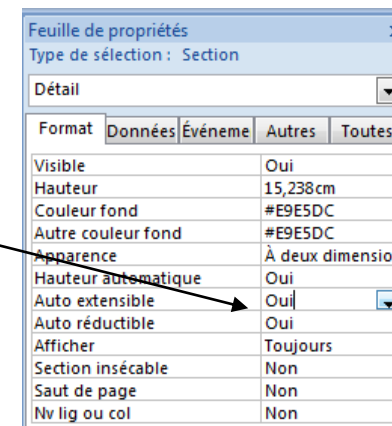 Feuille de propriétés
Type de sélection : Section
Détail
Format Données Événeme Autres Toutes
Visible Oui
Hauteur 15,238cm
Couleur fond #E9E5DC
Autre couleur fond #E9E5DC
Apparence À deux dimensio
Hauteur automatique Oui
Auto extensible Oui
Auto réductible Oui
Afficher Toujours
Section insécable Non
Saut de page Non
Nv lig ou col Non